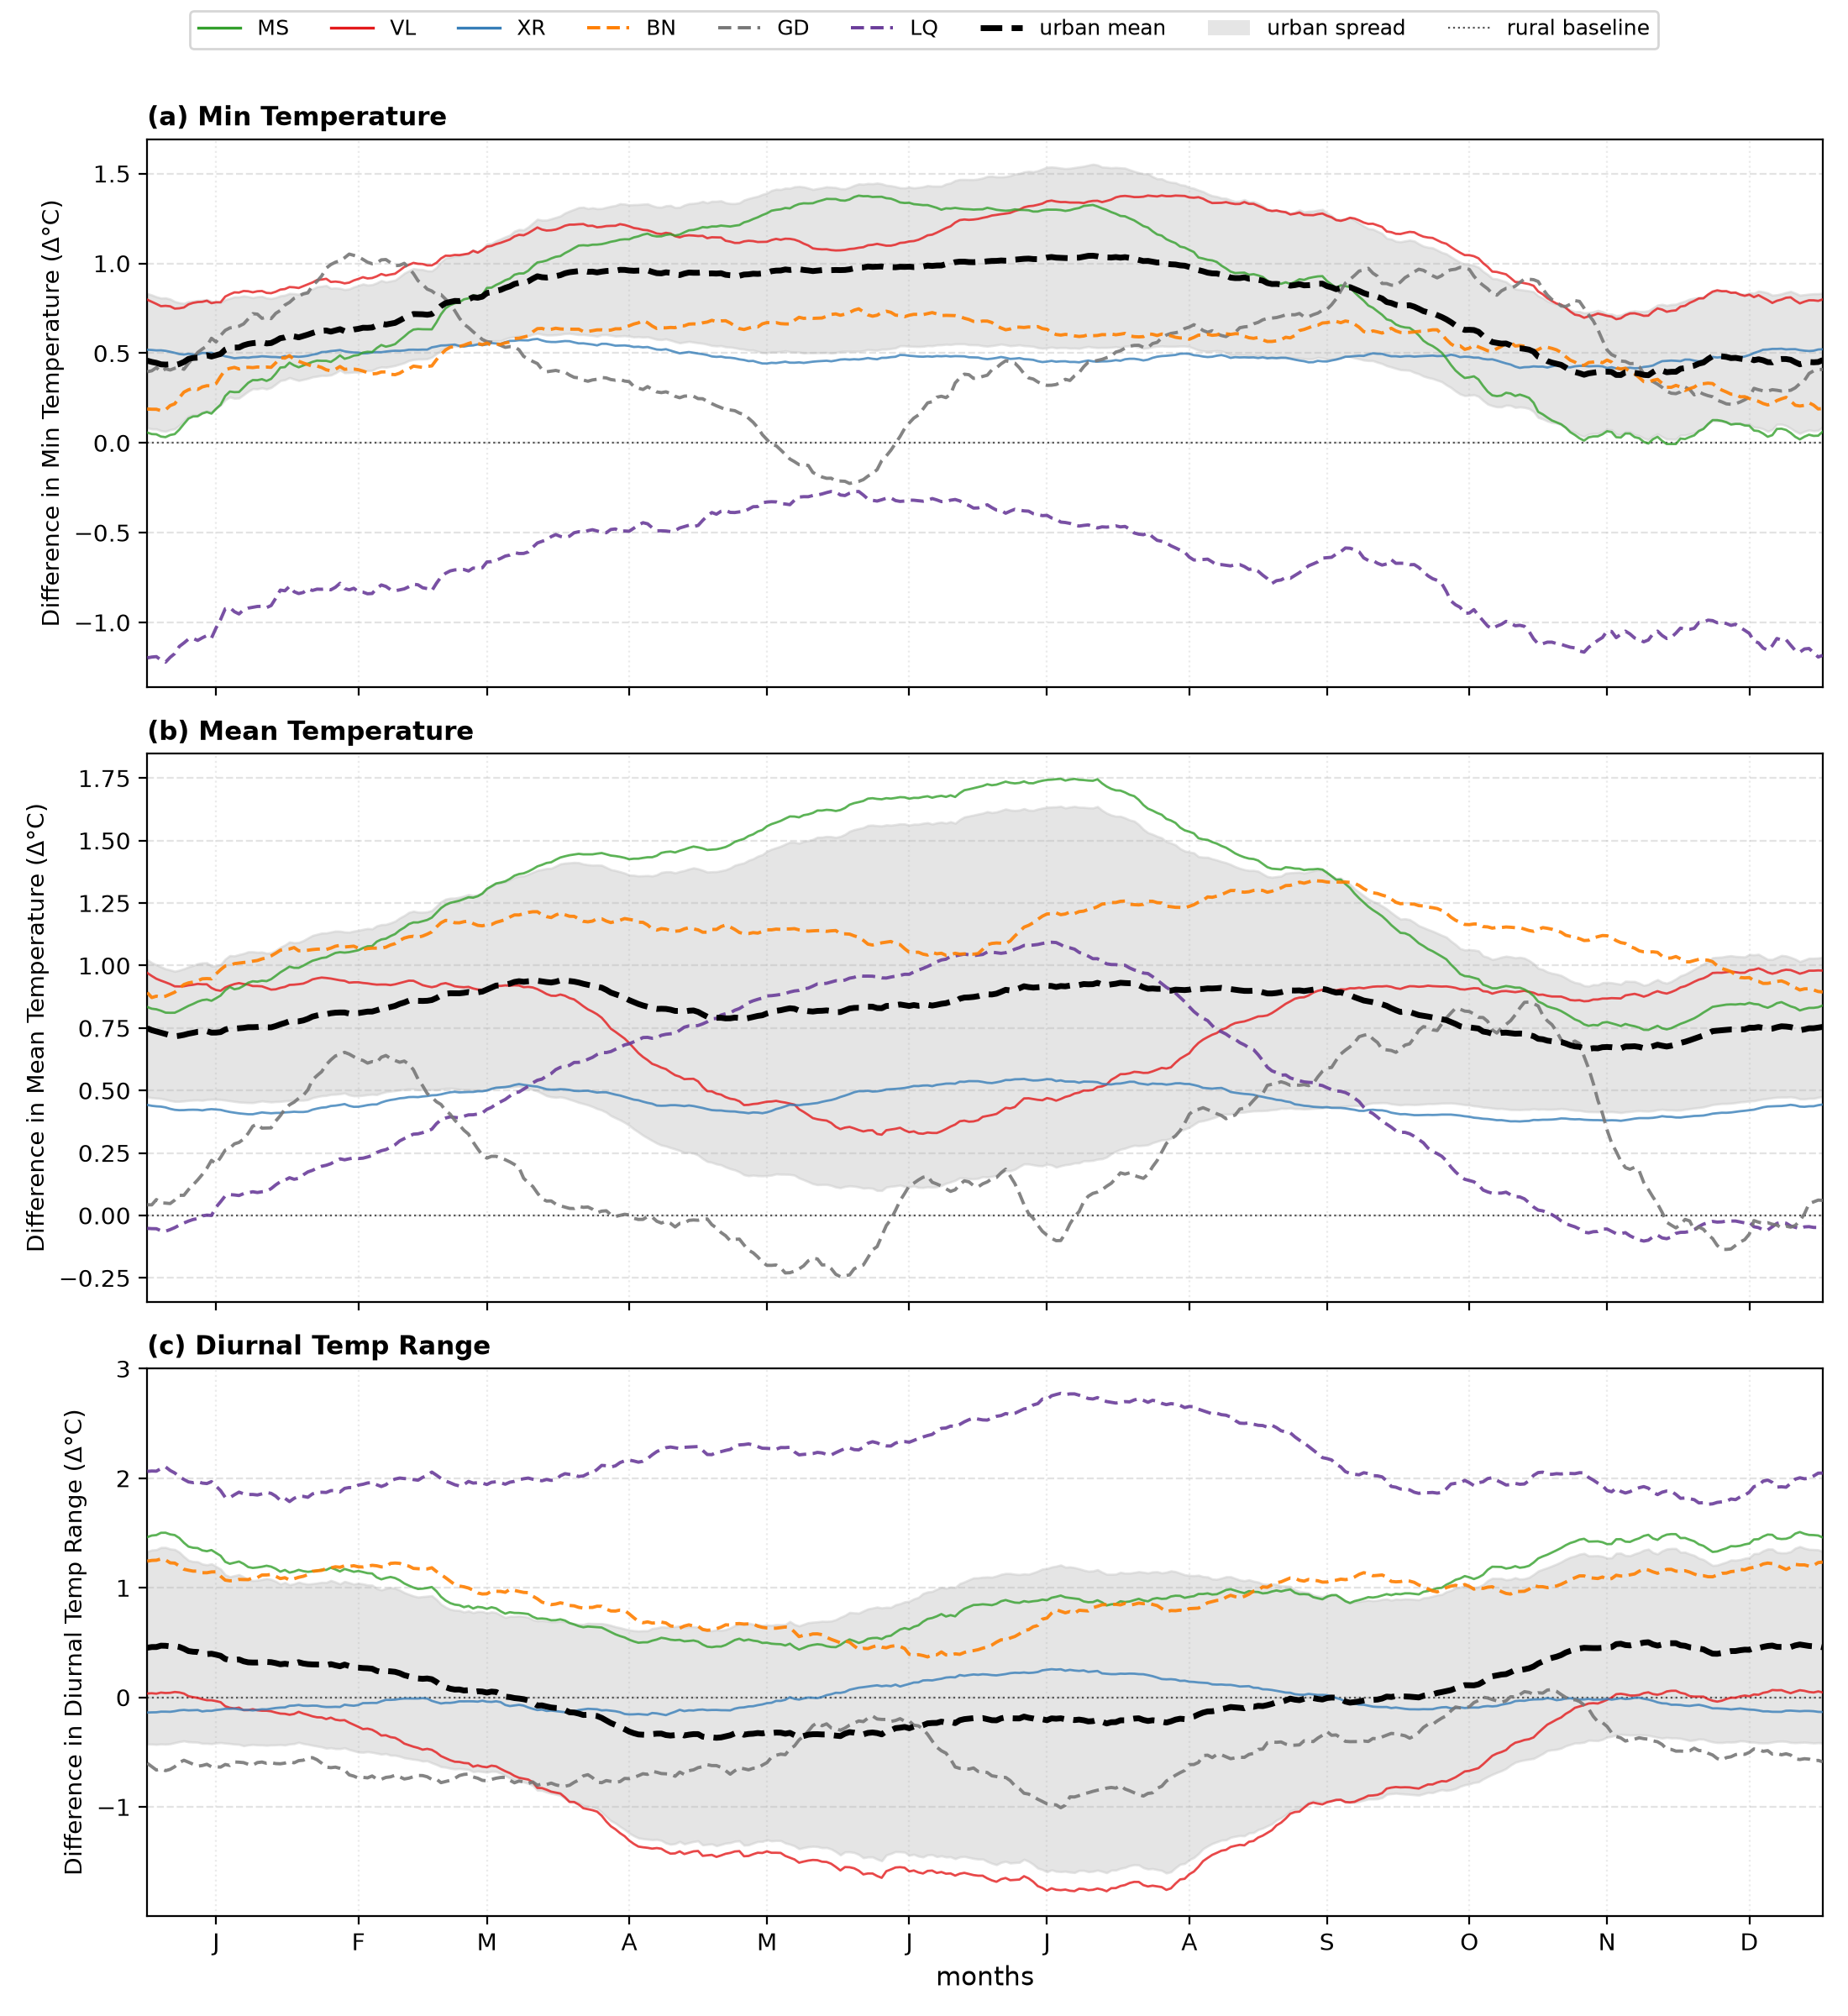 MS VL XR BN GD LQ urban mean urban spread rural baseline
(a) Min Temperature
Difference in Min Temperature (Δ°C)
1.5
1.0
0.5
0.0
−0.5
−1.0
(b) Mean Temperature
Difference in Mean Temperature (Δ°C)
1.75
1.50
1.25
1.00
0.75
0.50
0.25
0.00
−0.25
(c) Diurnal Temp Range
Difference in Diurnal Temp Range (Δ°C)
3
2
1
0
−1
J F M A M J J A S O N D
months